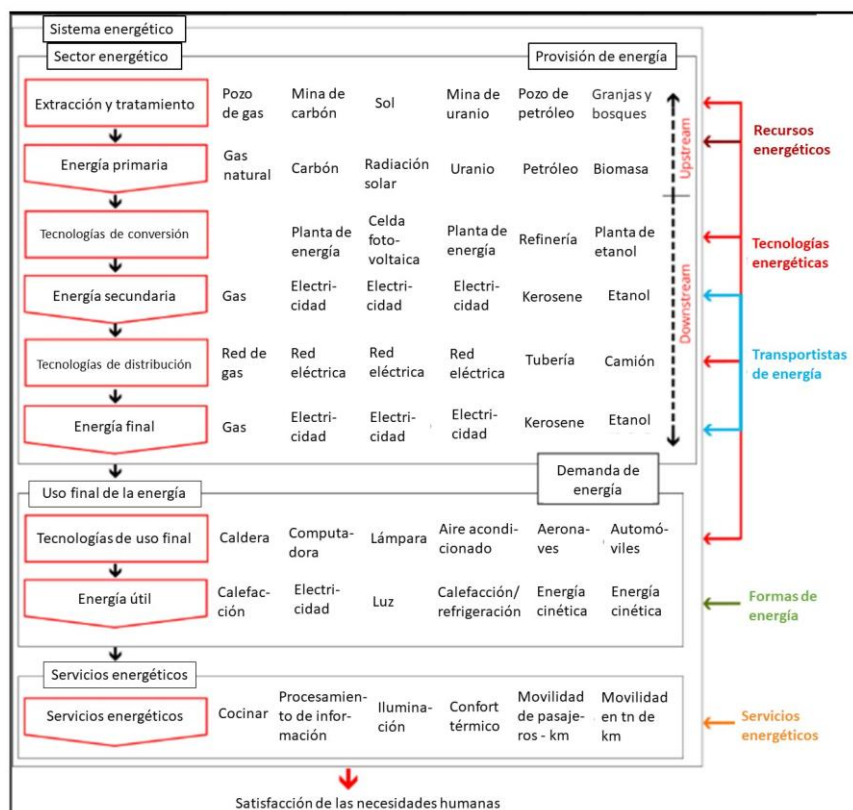 Sistema energético
Sector energético
Provisión de energía
Extracción y tratamiento
Pozo
de gas
Mina de
carbón
Sol
Mina de
uranio
Pozo de
petróleo
Granjas y
bosques
Upstream
Recursos
energéticos
Energía primaria
Gas
natural
Carbón
Radiación
solar
Uranio
Petróleo
Biomasa
Tecnologías de conversión
Planta de
energía
Celda
foto-
voltaica
Planta de
energía
Refinería
Planta de
etanol
Downstream
Tecnologías
energéticas
Energía secundaria
Gas
Electri-
cidad
Electri-
cidad
Electri-
cidad
Kerosene
Etanol
Tecnologías de distribución
Red de
gas
Red
eléctrica
Red
eléctrica
Red
eléctrica
Tubería
Camión
Transportistas
de energía
Energía final
Gas
Electri-
cidad
Electri-
cidad
Electri-
cidad
Kerosene
Etanol
Demanda de
energía
Uso final de la energía
Tecnologías de uso final
Caldera
Computa-
dora
Lámpara
Aire acondi-
cionado
Aerona-
ves
Automó-
viles
Energía útil
Calefac-
ción
Electri-
cidad
Luz
Calefacción/
refrigeración
Energía
cinética
Energía
cinética
Formas de
energía
Servicios energéticos
Servicios energéticos
Cocinar
Procesamien-
to de infor-
mación
Ilumina-
ción
Confort
térmico
Movilidad
de pasaje-
ros - km
Movilidad
en tn de
km
Servicios
energéticos
Satisfacción de las necesidades humanas